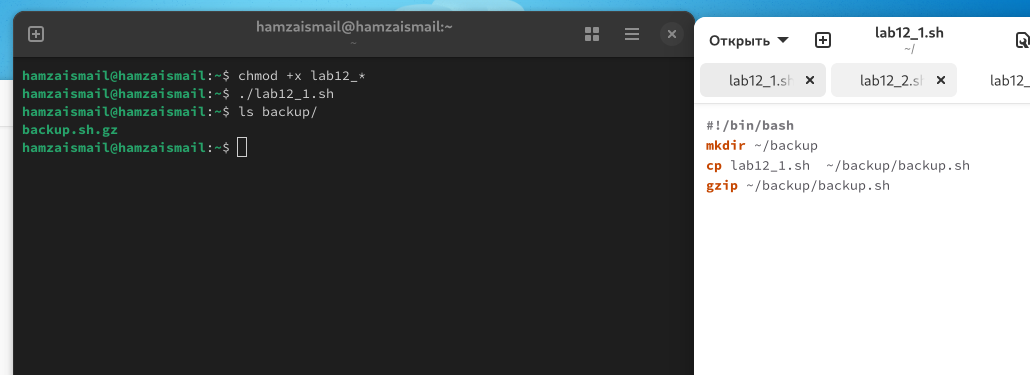 hamzaismail@hamzaismail:~
~
hamzaismail@hamzaismail:~$ chmod +x lab12_*
hamzaismail@hamzaismail:~$ ./lab12_1.sh
hamzaismail@hamzaismail:~$ ls backup/
backup.sh.gz
hamzaismail@hamzaismail:~$
Открыть
lab12_1.sh
~/
lab12_1.sh
lab12_2.sh
lab12_
#!/bin/bash
mkdir ~/backup
cp lab12_1.sh  ~/backup/backup.sh
gzip ~/backup/backup.sh